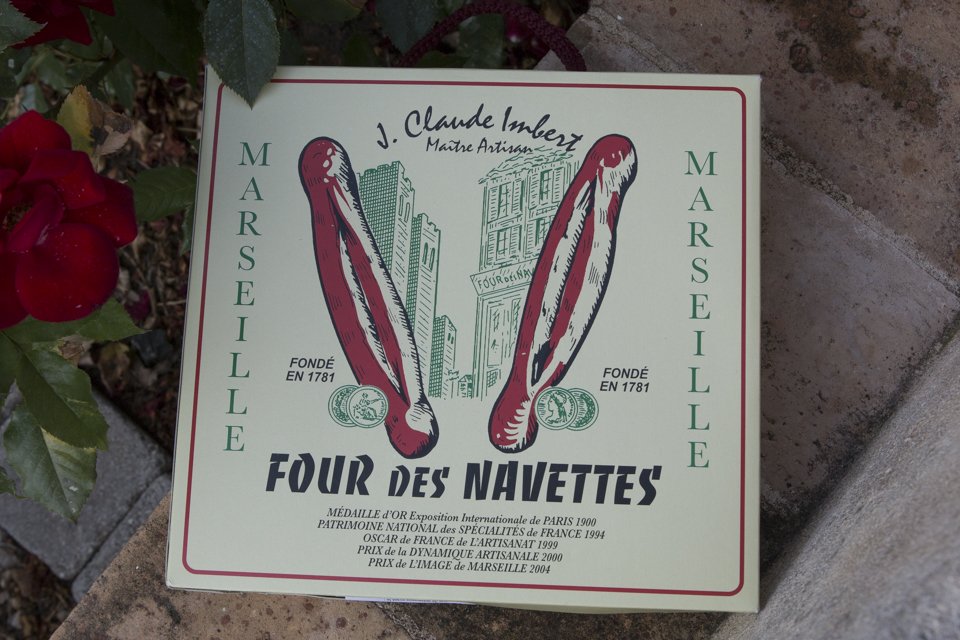 J. Claude Imbert
Maître Artisan
MARSEILLE
MARSEILLE
FOUR DES NAV
FONDÉ
EN 1781
FONDÉ
EN 1781
FOUR DES NAVETTES
MÉDAILLE d'OR Exposition Internationale de PARIS 1900
PATRIMOINE NATIONAL des SPÉCIALITÉS de FRANCE 1994
OSCAR de FRANCE de L'ARTISANAT 1999
PRIX de la DYNAMIQUE ARTISANALE 2000
PRIX de L'IMAGE de MARSEILLE 2004